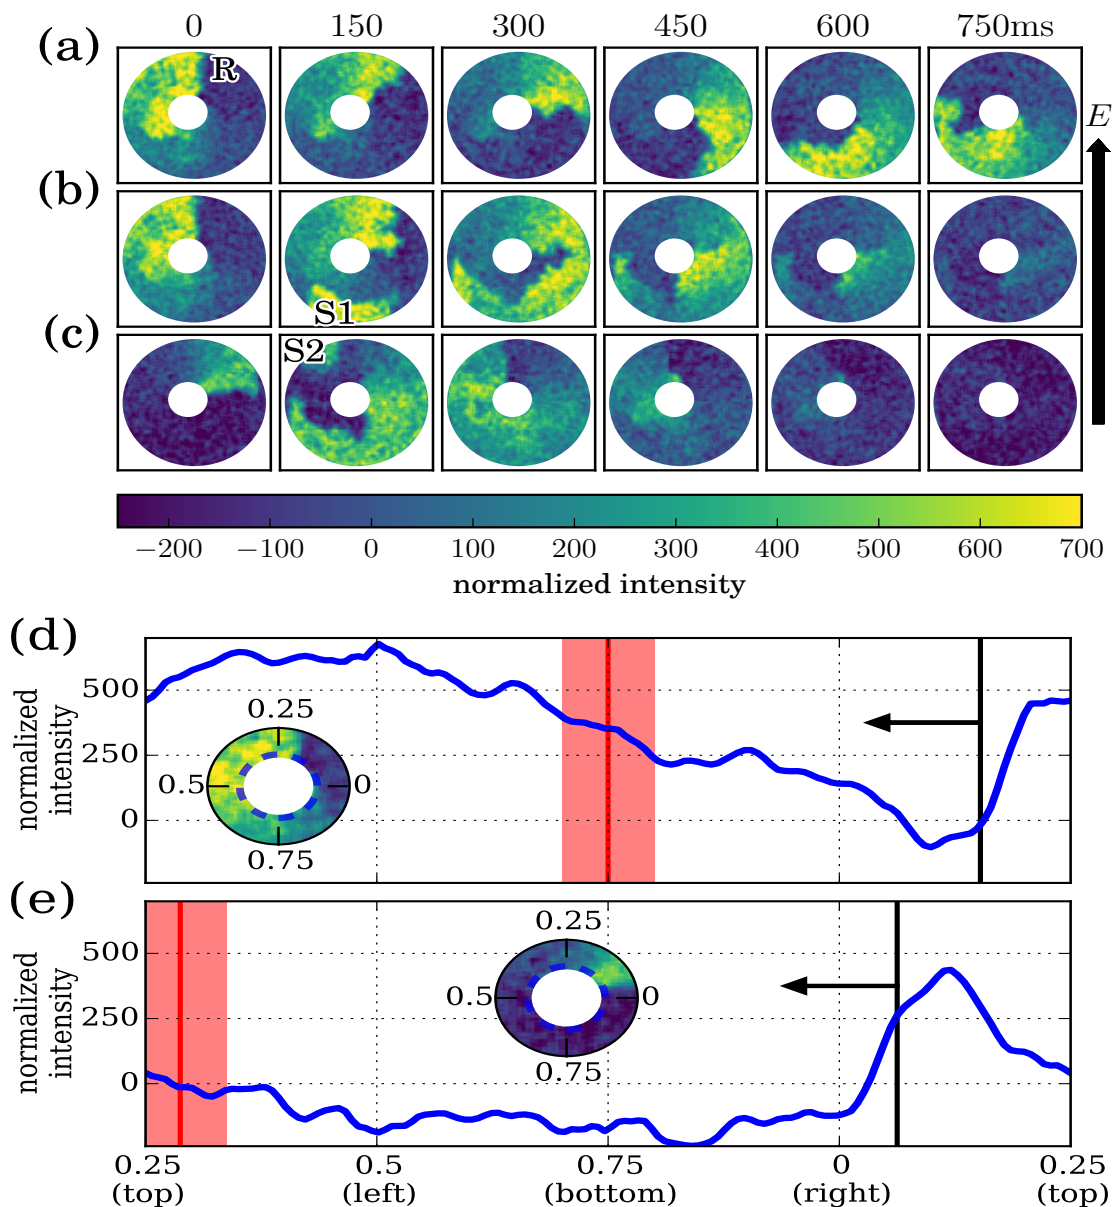 0 150 300 450 600 750ms
(a)
R
E
(b)
S1
(c)
S2
−200 −100 0 100 200 300 400 500 600 700
normalized intensity
(d)
normalized
intensity
500
250
0
0.25
0.5
0
0.75
(e)
normalized
intensity
500
250
0
0.25
0.5
0
0.75
0.25 0.5 0.75 0 0.25
(top) (left) (bottom) (right) (top)